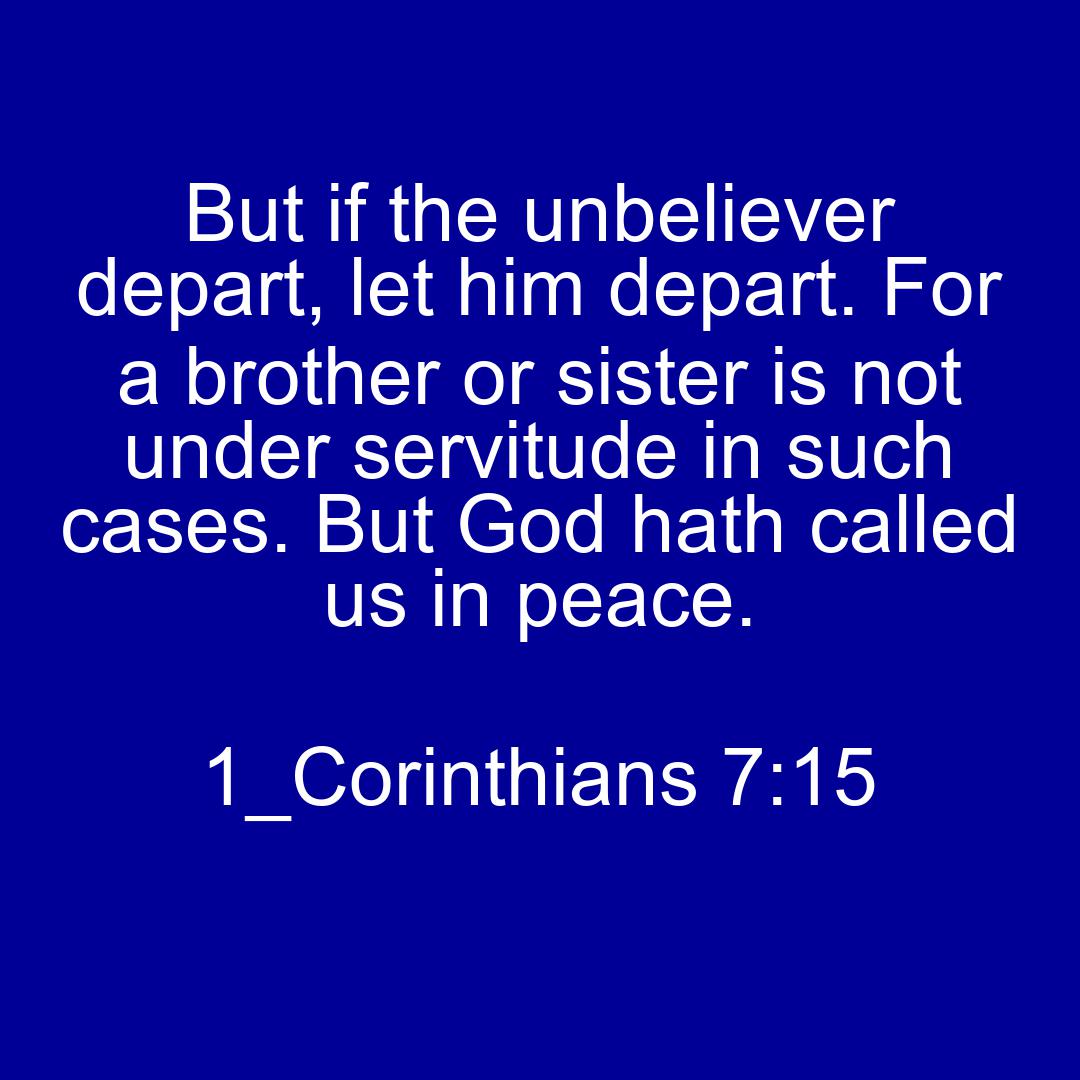 But if the unbeliever
depart, let him depart. For
a brother or sister is not
under servitude in such
cases. But God hath called
us in peace.
1_Corinthians 7:15